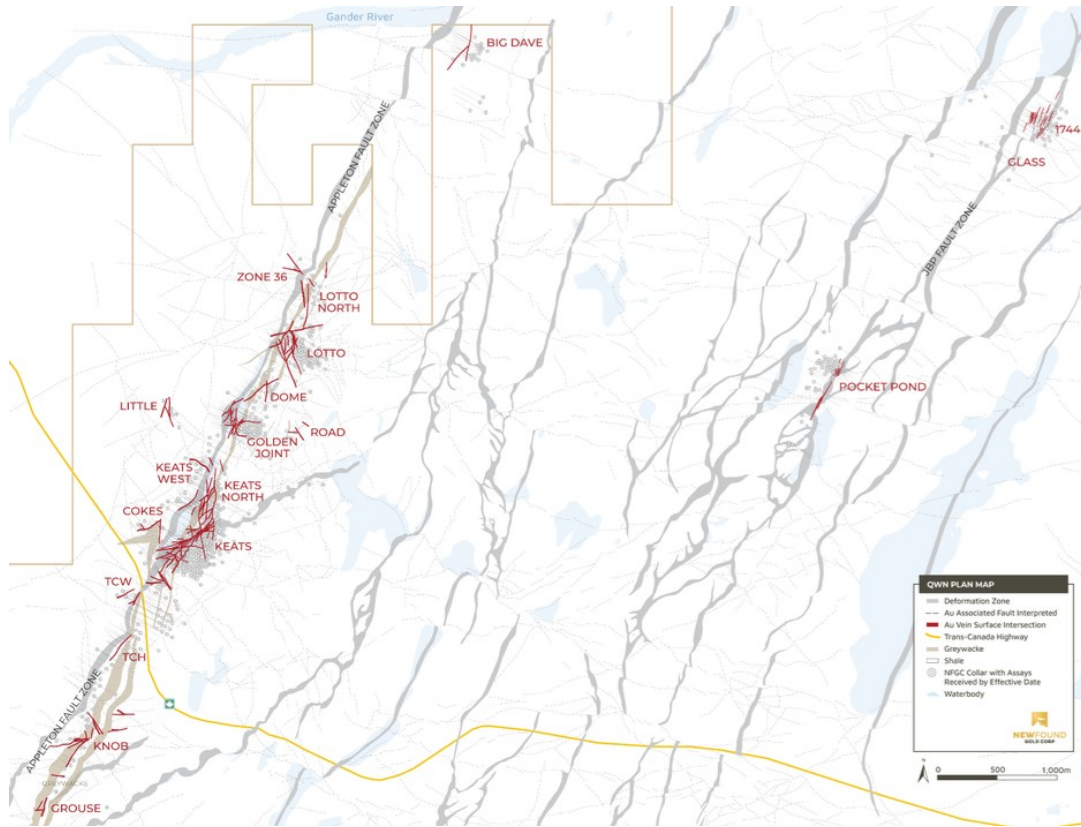 Gander River
BIG DAVE
APPLETON FAULT ZONE
1744
GLASS
JBP FAULT ZONE
ZONE 36
LOTTO
NORTH
LOTTO
POCKET POND
DOME
LITTLE
ROAD
GOLDEN
JOINT
KEATS
WEST
KEATS
NORTH
COKES
KEATS
TCW
TCH
APPLETON FAULT ZONE
KNOB
GREYWACKE
GROUSE
QWN PLAN MAP
Deformation Zone
Au Associated Fault Interpreted
Au Vein Surface Intersection
Trans-Canada Highway
Greywacke
Shale
NFGC Collar with Assays
Received by Effective Date
Waterbody
NEWFOUND
GOLD CORP
N
0 500 1,000m